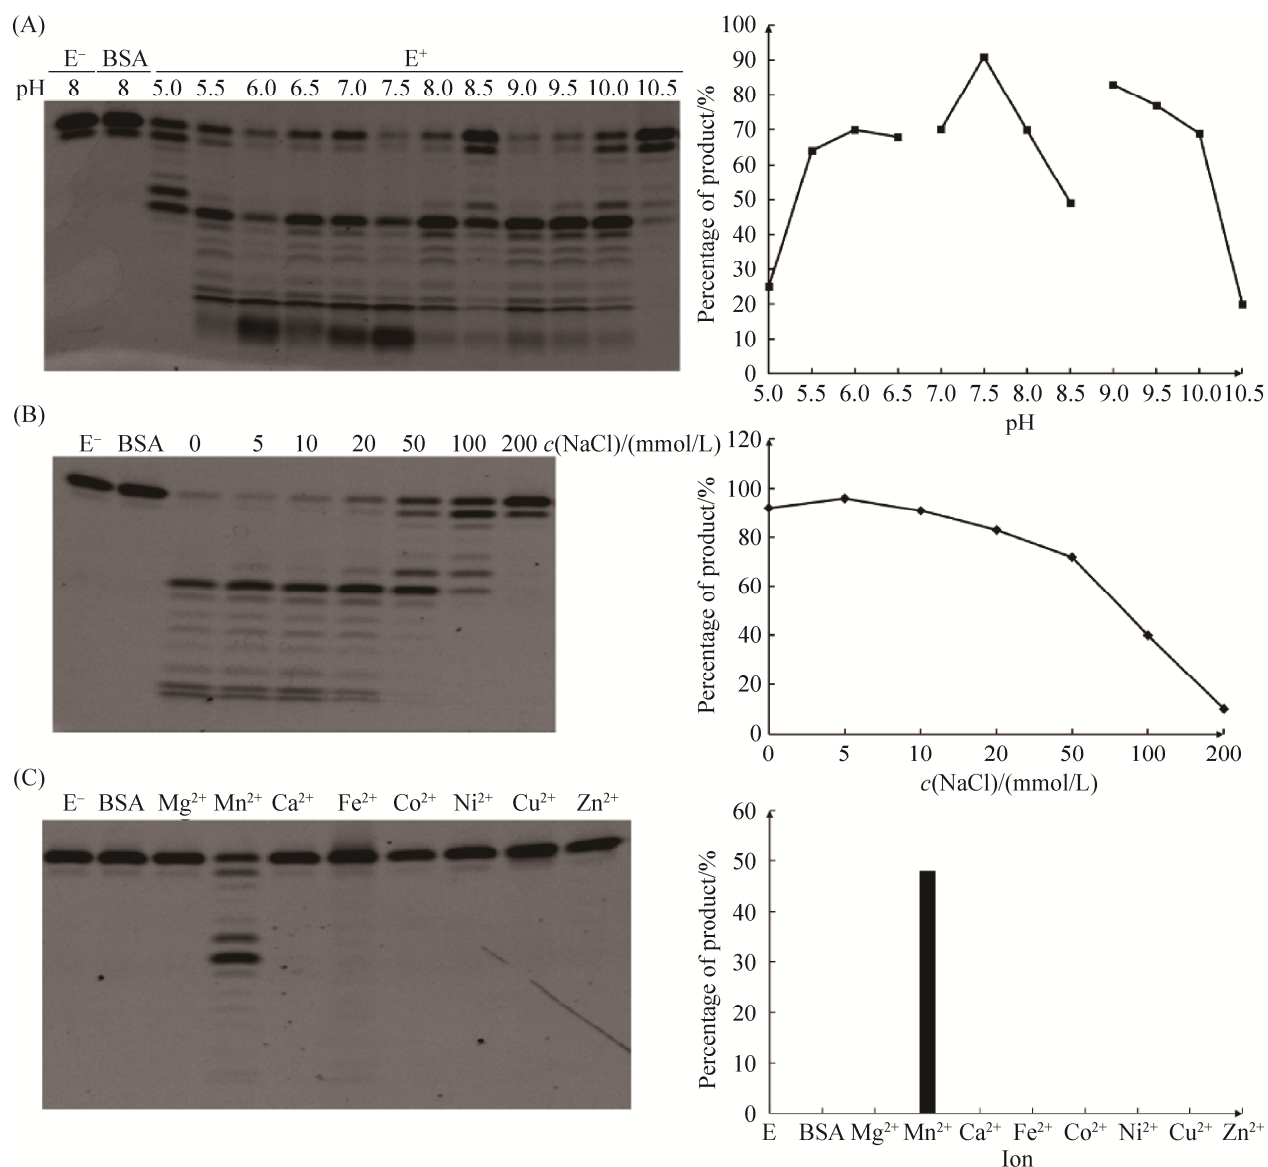 (A)
E⁻ BSA E⁺
pH 8 8 5.0 5.5 6.0 6.5 7.0 7.5 8.0 8.5 9.0 9.5 10.0 10.5
100
90
80
70
60
50
40
30
20
10
0
Percentage of product/%
5.0 5.5 6.0 6.5 7.0 7.5 8.0 8.5 9.0 9.5 10.0 10.5
pH
(B)
E⁻ BSA 0 5 10 20 50 100 200 c(NaCl)/(mmol/L)
120
100
80
60
40
20
0
Percentage of product/%
0 5 10 20 50 100 200
c(NaCl)/(mmol/L)
(C)
E⁻ BSA Mg²⁺ Mn²⁺ Ca²⁺ Fe²⁺ Co²⁺ Ni²⁺ Cu²⁺ Zn²⁺
60
50
40
30
20
10
0
Percentage of product/%
E BSA Mg²⁺ Mn²⁺ Ca²⁺ Fe²⁺ Co²⁺ Ni²⁺ Cu²⁺ Zn²⁺
Ion